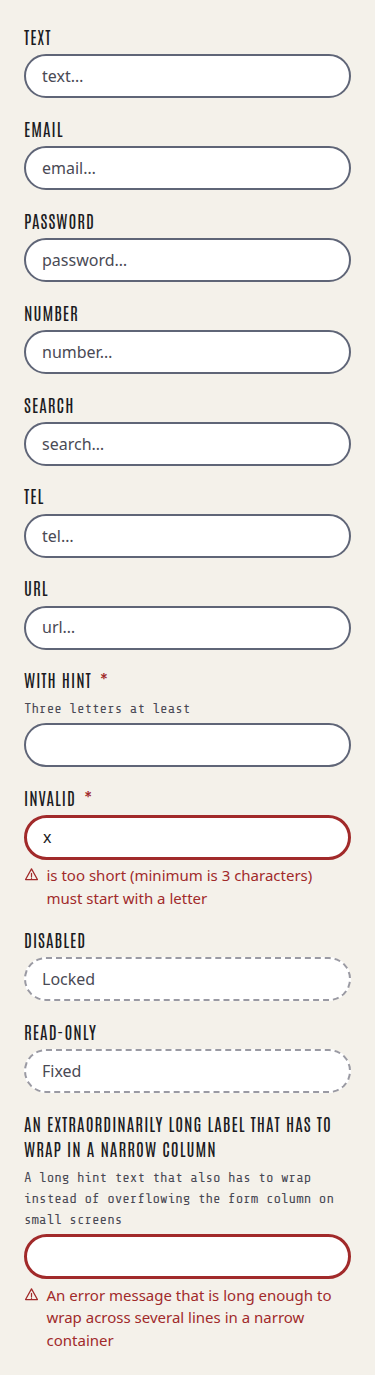 TEXT
text...
EMAIL
email...
PASSWORD
password...
NUMBER
number...
SEARCH
search...
TEL
tel...
URL
url...
WITH HINT *
Three letters at least
INVALID *
x
is too short (minimum is 3 characters)
must start with a letter
DISABLED
Locked
READ-ONLY
Fixed
AN EXTRAORDINARILY LONG LABEL THAT HAS TO
WRAP IN A NARROW COLUMN
A long hint text that also has to wrap
instead of overflowing the form column on
small screens
An error message that is long enough to
wrap across several lines in a narrow
container